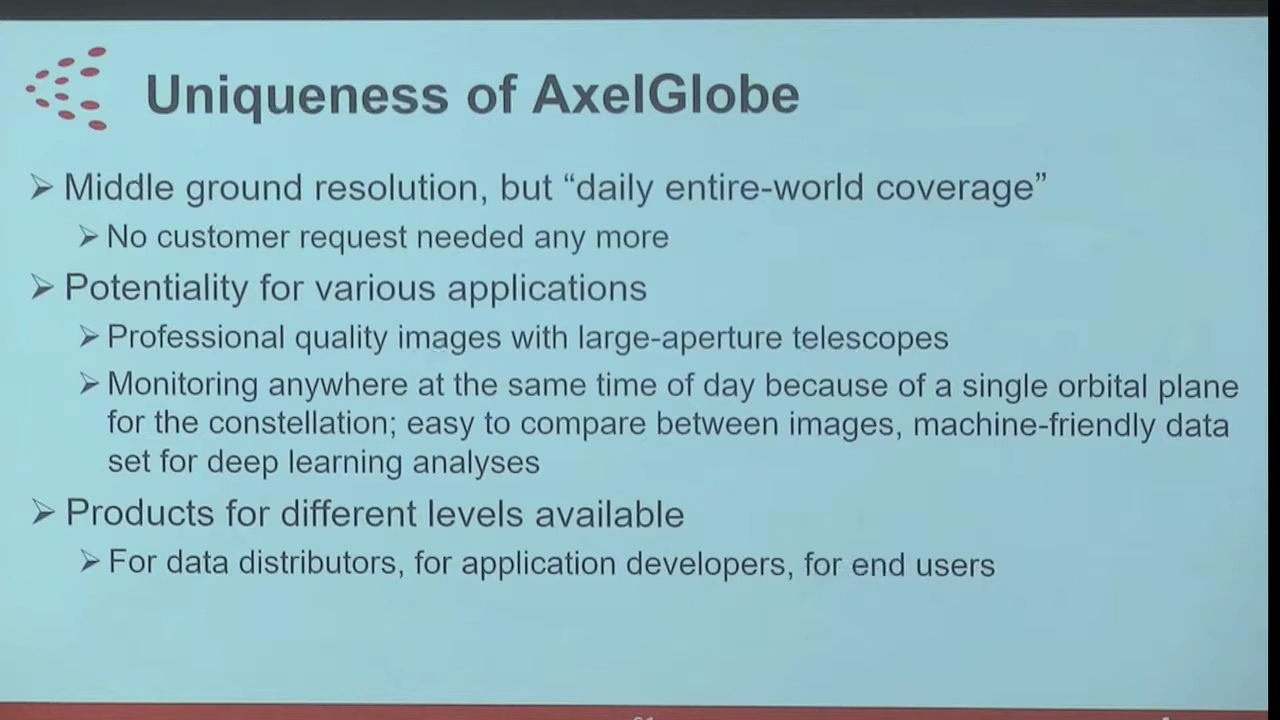 Uniqueness of AxelGlobe
Middle ground resolution, but “daily entire-world coverage”
No customer request needed any more
Potentiality for various applications
Professional quality images with large-aperture telescopes
Monitoring anywhere at the same time of day because of a single orbital plane
for the constellation; easy to compare between images, machine-friendly data
set for deep learning analyses
Products for different levels available
For data distributors, for application developers, for end users